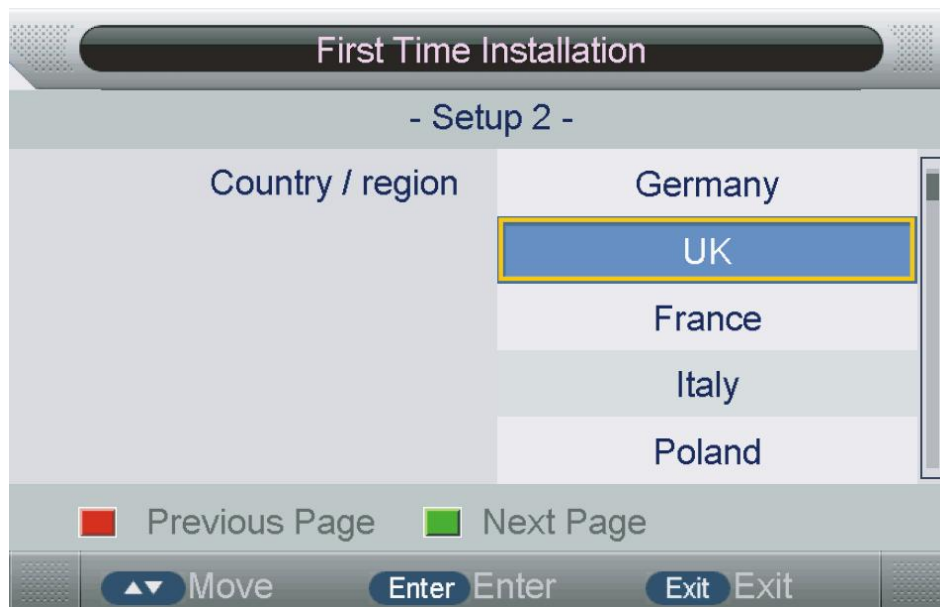 First Time Installation
- Setup 2 -
Country / region Germany
UK
France
Italy
Poland
Previous Page Next Page
▲▼ Move Enter Enter Exit Exit